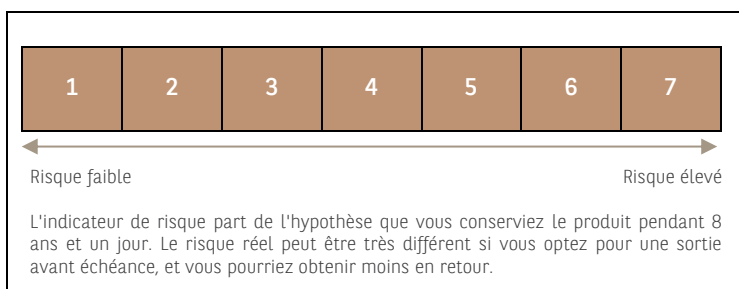 1 2 3 4 5 6 7
Risque faible Risque élevé
L'indicateur de risque part de l'hypothèse que vous conserviez le produit pendant 8
ans et un jour. Le risque réel peut être très différent si vous optez pour une sortie
avant échéance, et vous pourriez obtenir moins en retour.